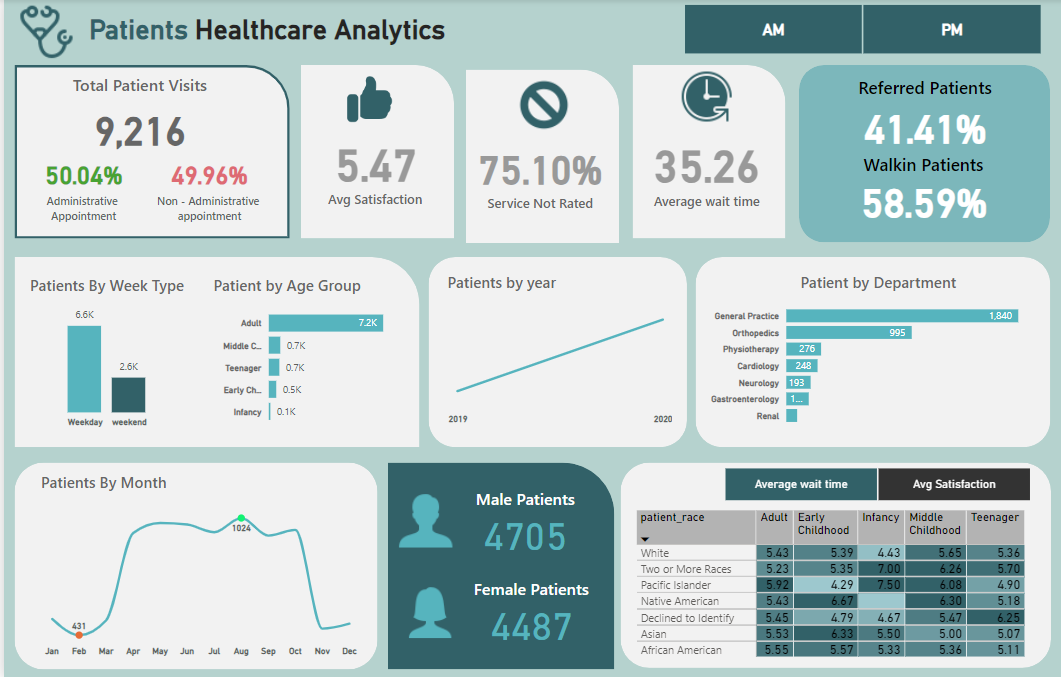 Patients Healthcare Analytics
AM
PM
Total Patient Visits
9,216
50.04%
49.96%
Administrative
Appointment
Non - Administrative
appointment
5.47
Avg Satisfaction
75.10%
Service Not Rated
35.26
Average wait time
Referred Patients
41.41%
Walkin Patients
58.59%
Patients By Week Type
6.6K
2.6K
Weekday
weekend
Patient by Age Group
Adult 7.2K
Middle C... 0.7K
Teenager 0.7K
Early Ch... 0.5K
Infancy 0.1K
Patients by year
2019
2020
Patient by Department
General Practice 1,840
Orthopedics 995
Physiotherapy 276
Cardiology 248
Neurology 193
Gastroenterology 1...
Renal
Patients By Month
1024
431
Jan Feb Mar Apr May Jun Jul Aug Sep Oct Nov Dec
Male Patients
4705
Female Patients
4487
Average wait time
Avg Satisfaction
patient_race Adult Early Childhood Infancy Middle Childhood Teenager
White 5.43 5.39 4.43 5.65 5.36
Two or More Races 5.23 5.35 7.00 6.26 5.70
Pacific Islander 5.92 4.29 7.50 6.08 4.90
Native American 5.43 6.67 6.30 5.18
Declined to Identify 5.45 4.79 4.67 5.47 6.25
Asian 5.53 6.33 5.50 5.00 5.07
African American 5.55 5.57 5.33 5.36 5.11